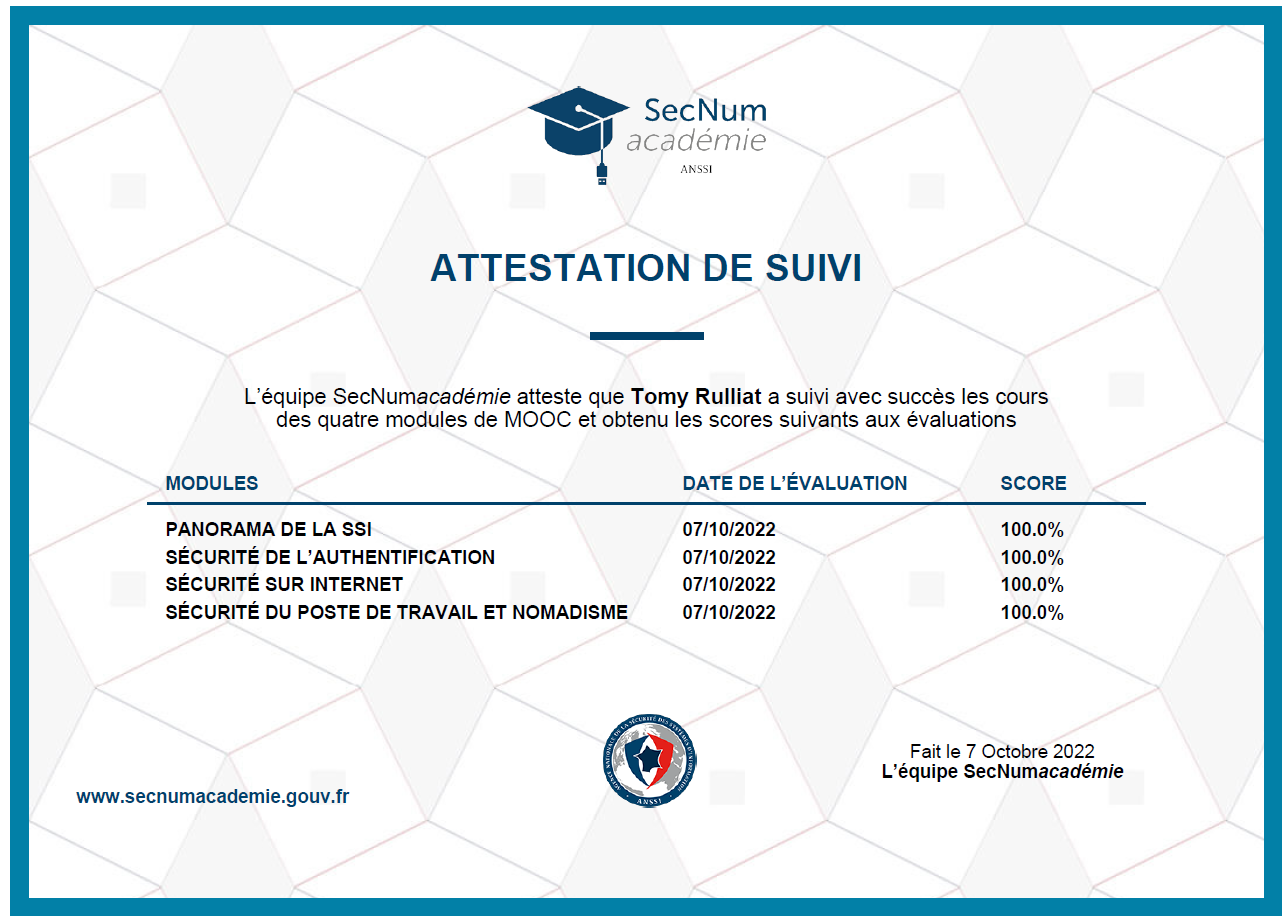 SecNum
académie
ANSSI
ATTESTATION DE SUIVI
L'équipe SecNumacadémie atteste que Tomy Rulliat a suivi avec succès les cours
des quatre modules de MOOC et obtenu les scores suivants aux évaluations
MODULES DATE DE L'ÉVALUATION SCORE
PANORAMA DE LA SSI 07/10/2022 100.0%
SÉCURITÉ DE L'AUTHENTIFICATION 07/10/2022 100.0%
SÉCURITÉ SUR INTERNET 07/10/2022 100.0%
SÉCURITÉ DU POSTE DE TRAVAIL ET NOMADISME 07/10/2022 100.0%
AGENCE NATIONALE DE LA SÉCURITÉ DES SYSTÈMES D'INFORMATION
ANSSI
Fait le 7 Octobre 2022
L'équipe SecNumacadémie
www.secnumacademie.gouv.fr